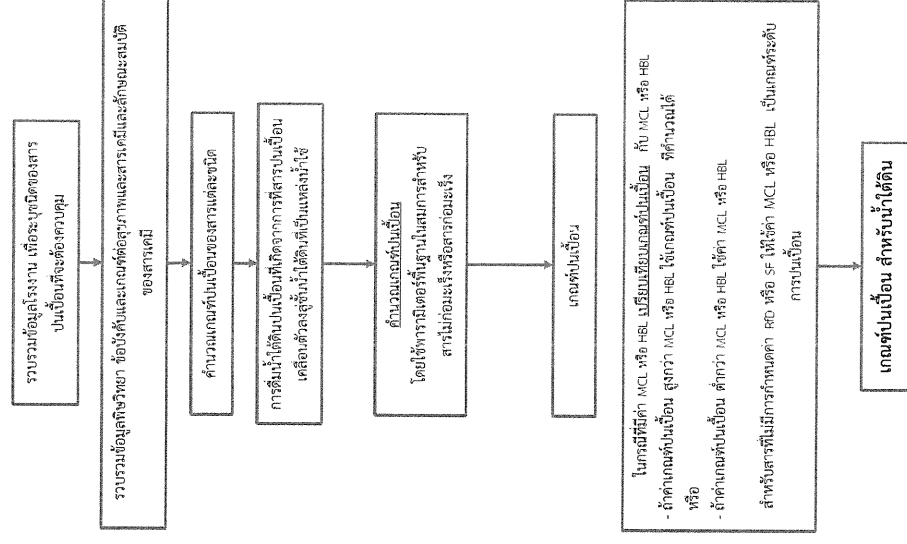 รวบรวมข้อมูลโรงงาน เพื่อระบุชนิดของสาร
ปนเปื้อนที่จะต้องควบคุม
รวบรวมข้อมูลพิษวิทยา ข้อบังคับและเกณฑ์ต่อสุขภาพและสารเคมีและลักษณะสมบัติ
ของสารเคมี
คำนวณเกณฑ์ปนเปื้อนของสารแต่ละชนิด
การดื่มน้ำใต้ดินปนเปื้อนที่เกิดจากการที่สารปนเปื้อน
เคลื่อนตัวลงสู่ชั้นน้ำใต้ดินที่เป็นแหล่งน้ำใช้
คำนวณเกณฑ์ปนเปื้อน
โดยใช้พารามิเตอร์พื้นฐานในสมการสำหรับ
สารไม่ก่อมะเร็งหรือสารก่อมะเร็ง
เกณฑ์ปนเปื้อน
ในกรณีที่มีค่า MCL หรือ HBL เปรียบเทียบเกณฑ์ปนเปื้อน กับ MCL หรือ HBL
- ถ้าค่าเกณฑ์ปนเปื้อน สูงกว่า MCL หรือ HBL ใช้เกณฑ์ปนเปื้อน ที่คำนวณได้
หรือ
- ถ้าค่าเกณฑ์ปนเปื้อน ต่ำกว่า MCL หรือ HBL ใช้ค่า MCL หรือ HBL
สำหรับสารที่ไม่มีการกำหนดค่า RfD หรือ SF ให้ใช้ค่า MCL หรือ HBL เป็นเกณฑ์ระดับ
การปนเปื้อน
เกณฑ์ปนเปื้อน สำหรับน้ำใต้ดิน